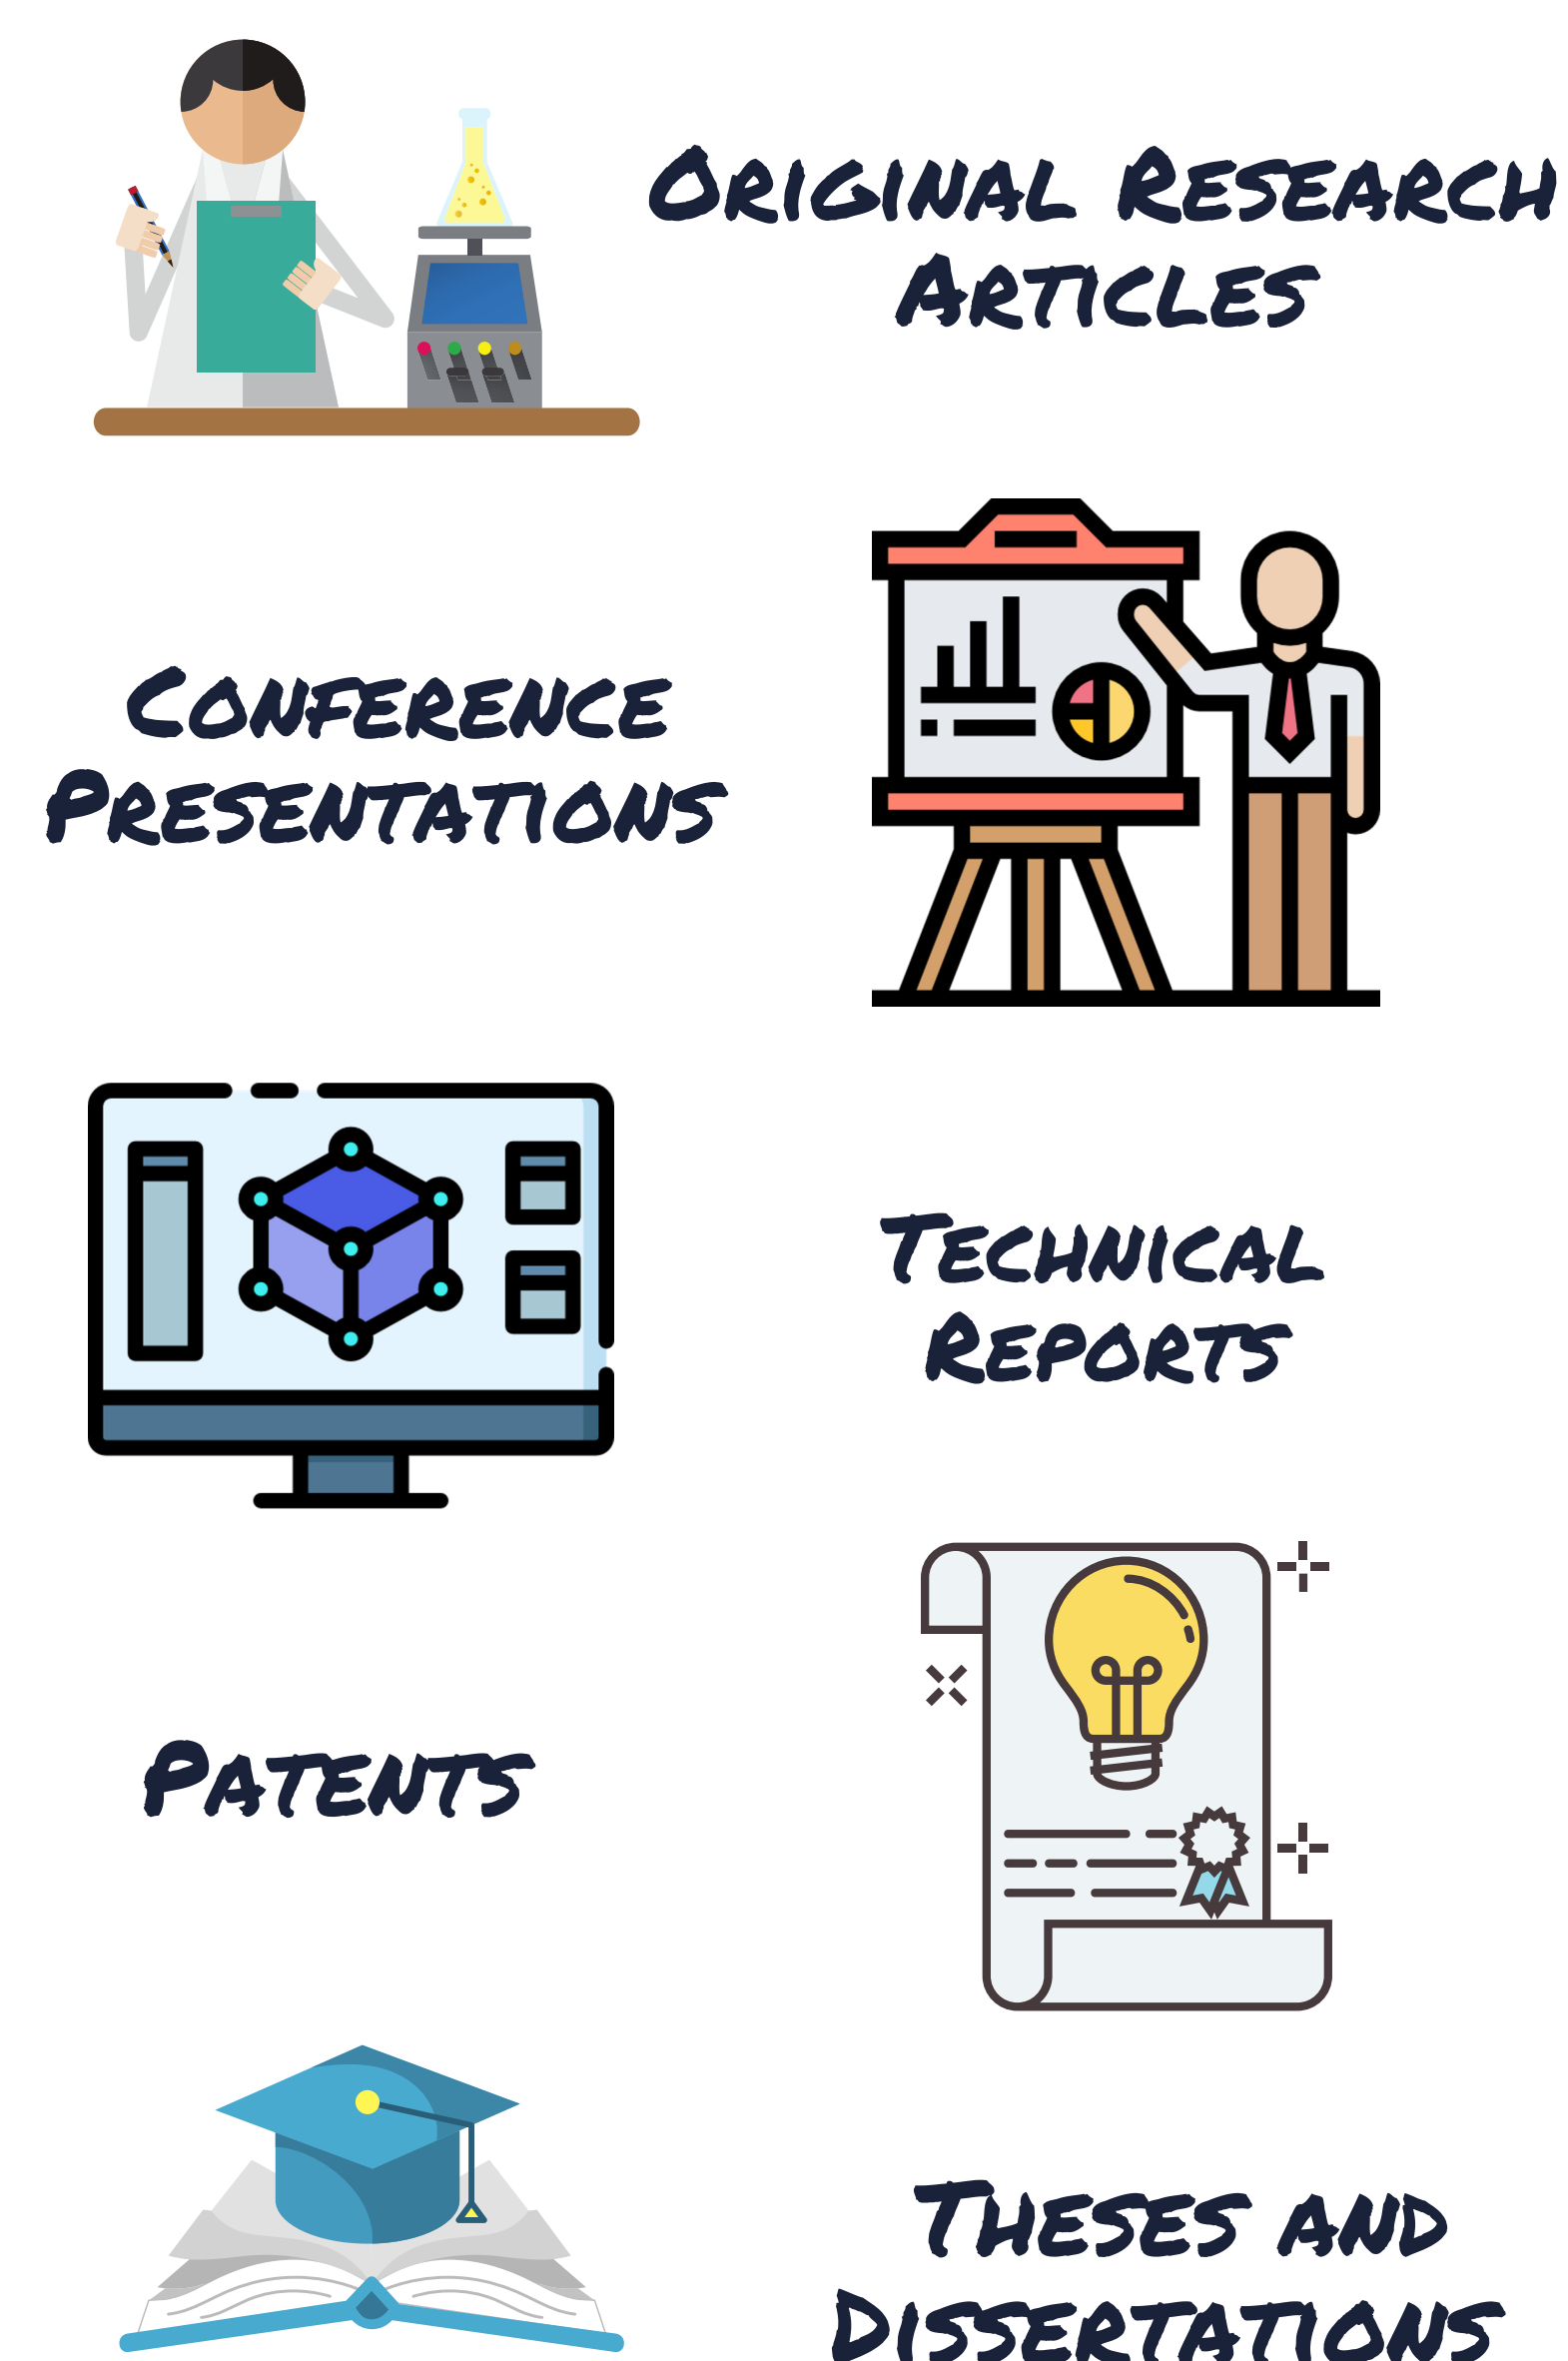 Original Research
Articles
Conference
Presentations
Technical
Reports
Patents
Theses and
Dissertations